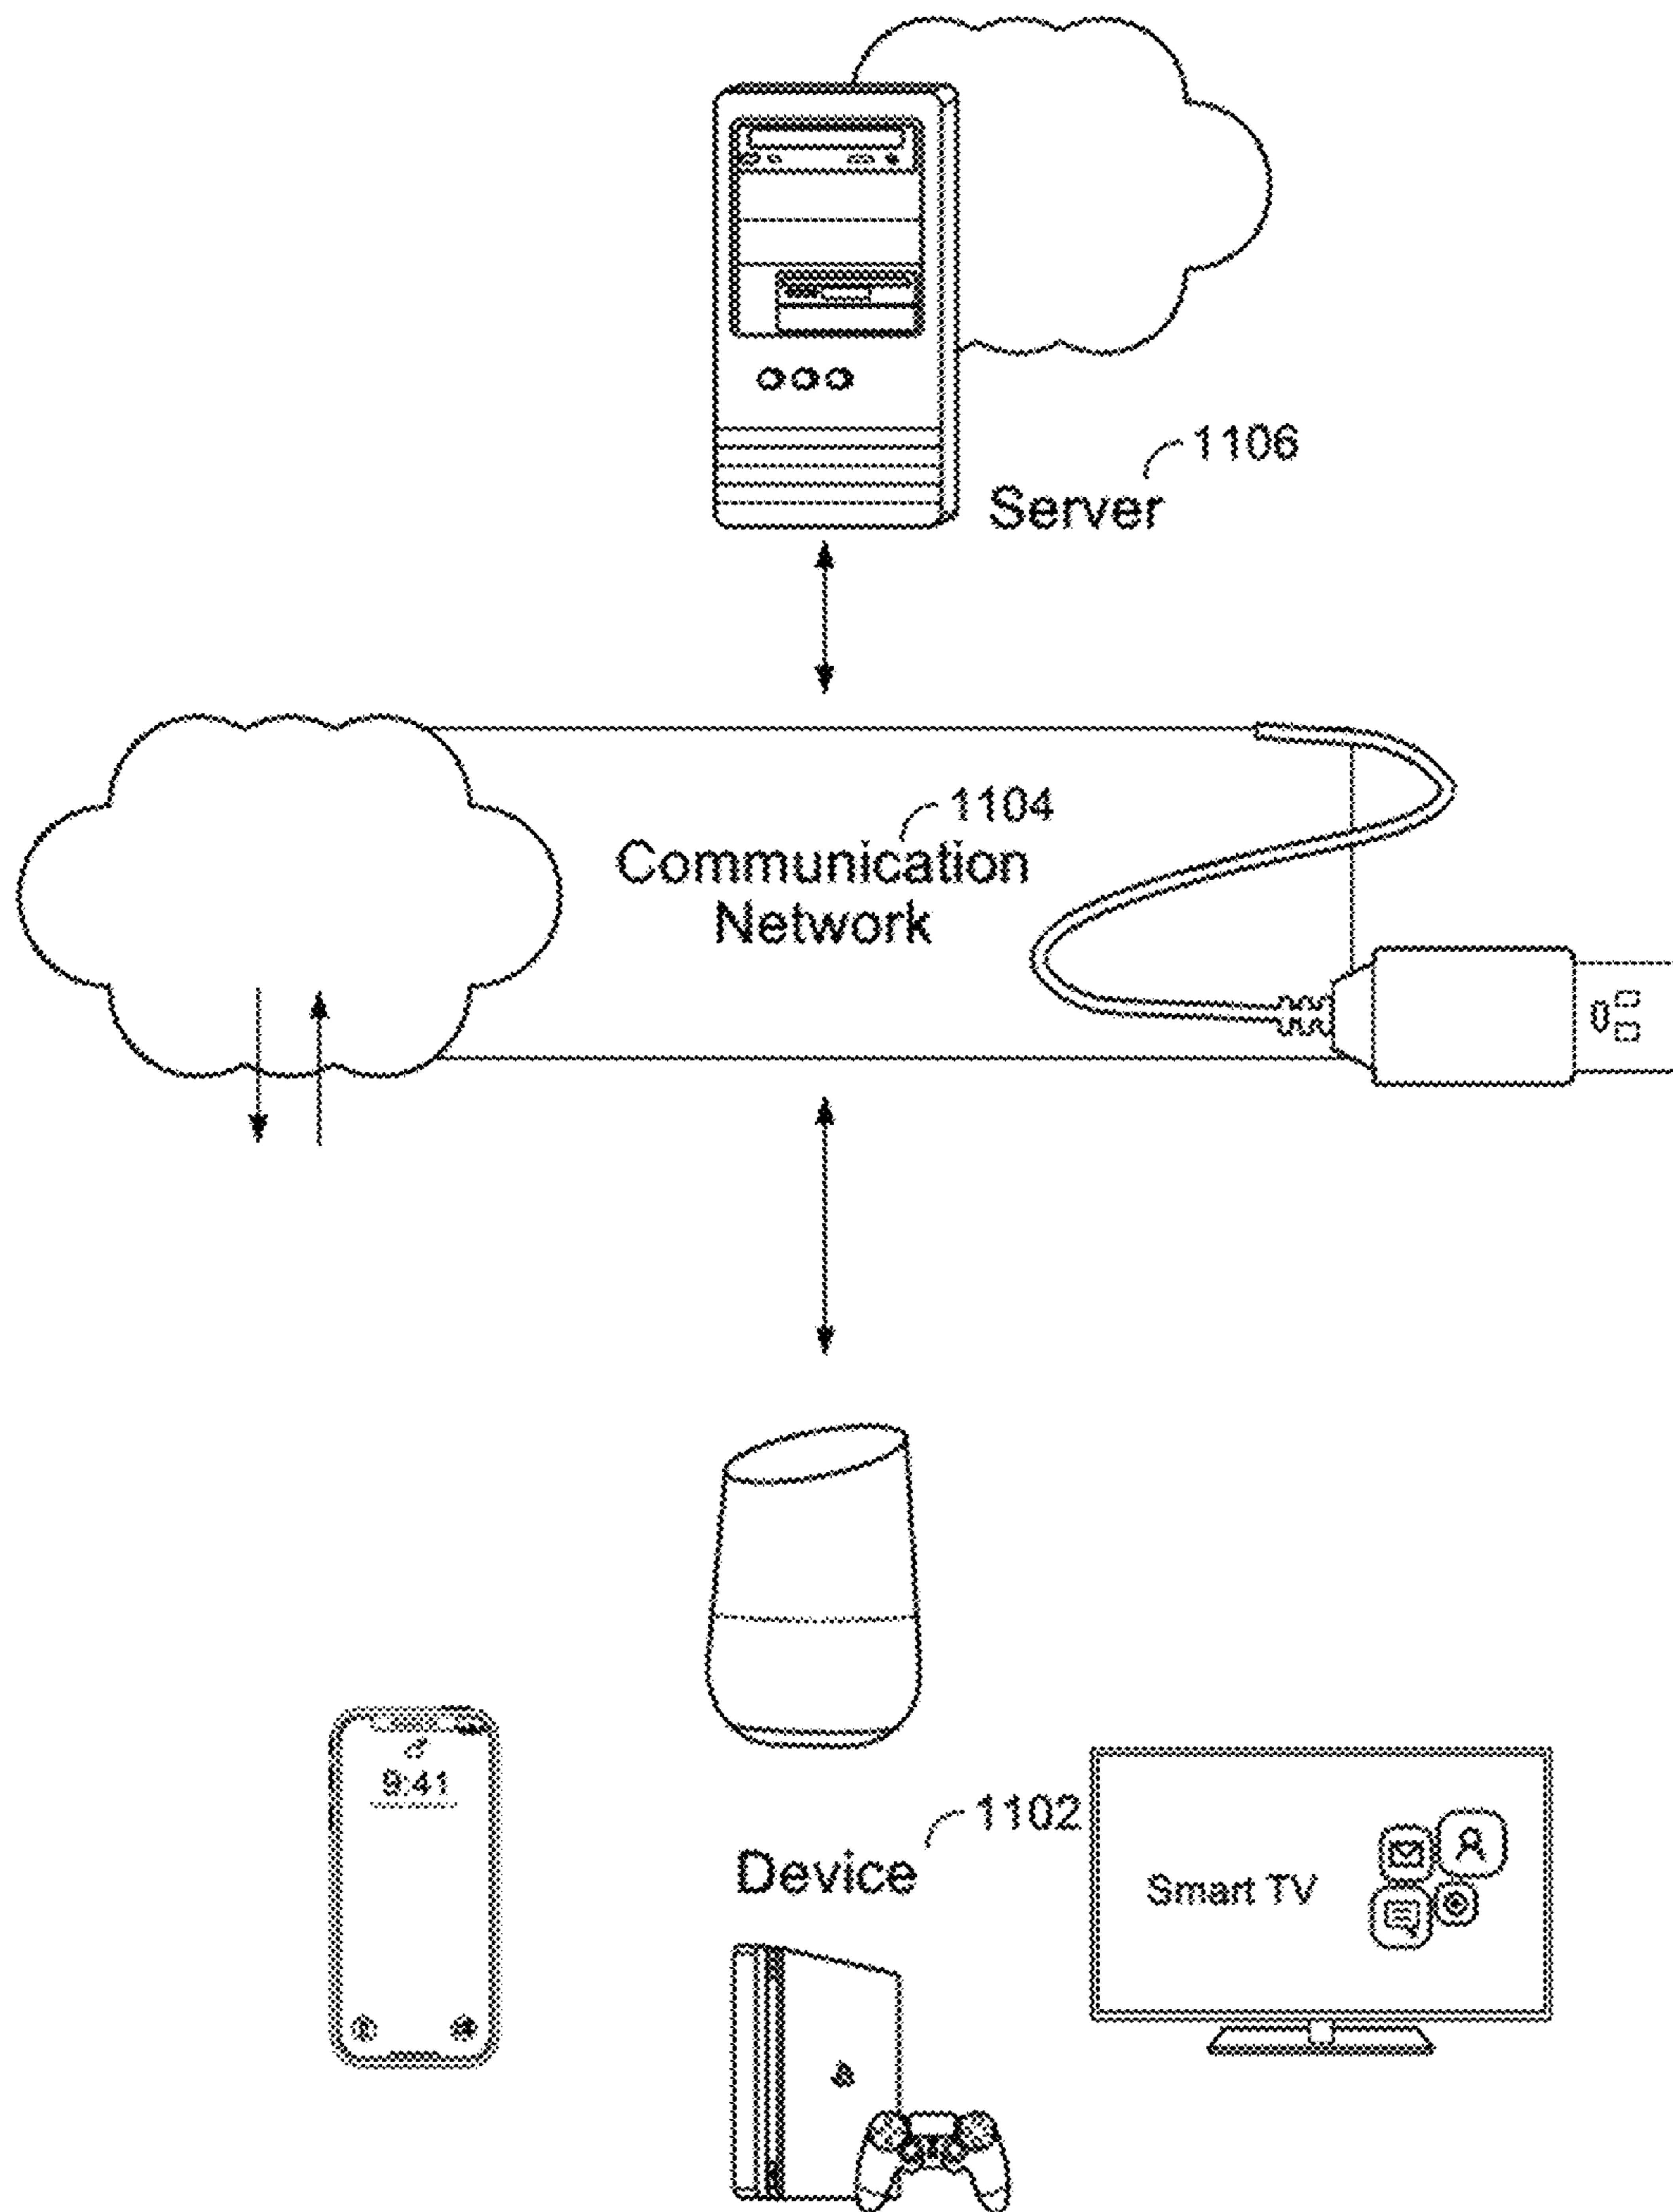 1106
Server
1104
Communication
Network
9:41
1102
Device
Smart TV